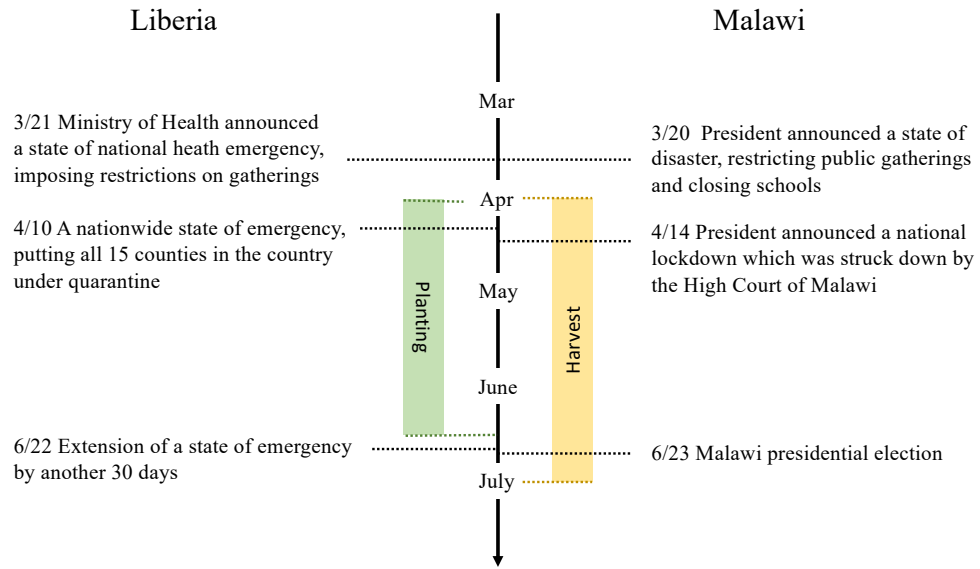 Liberia
Malawi
Mar
3/21 Ministry of Health announced
a state of national heath emergency,
imposing restrictions on gatherings
3/20  President announced a state of
disaster, restricting public gatherings
and closing schools
Apr
4/10 A nationwide state of emergency,
putting all 15 counties in the country
under quarantine
4/14 President announced a national
lockdown which was struck down by
the High Court of Malawi
May
Planting
Harvest
June
6/22 Extension of a state of emergency
by another 30 days
6/23 Malawi presidential election
July